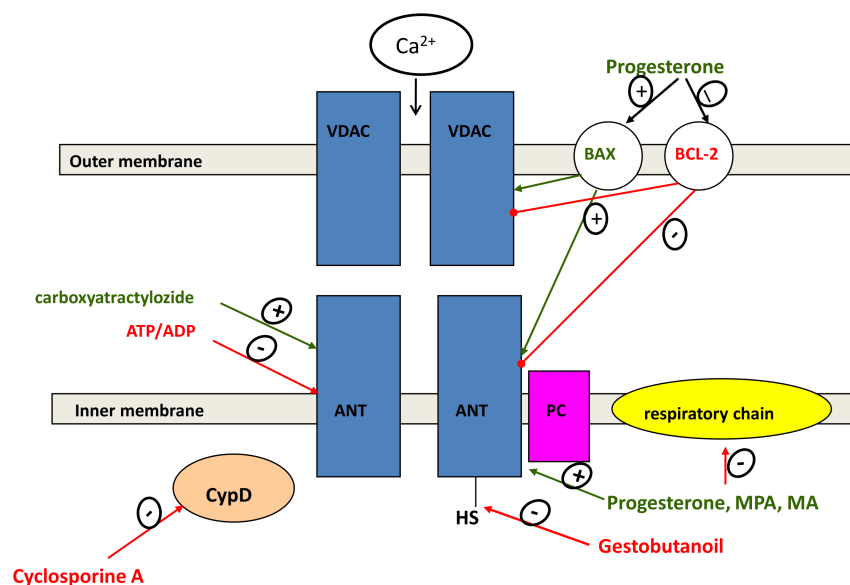 Ca2+
Progesterone
+
\
VDAC
VDAC
BAX
BCL-2
Outer membrane
+
-
carboxyatractylozide
+
ATP/ADP
-
Inner membrane
ANT
ANT
PC
respiratory chain
CypD
+
-
-
Progesterone, MPA, MA
HS
-
Gestobutanoil
Cyclosporine A